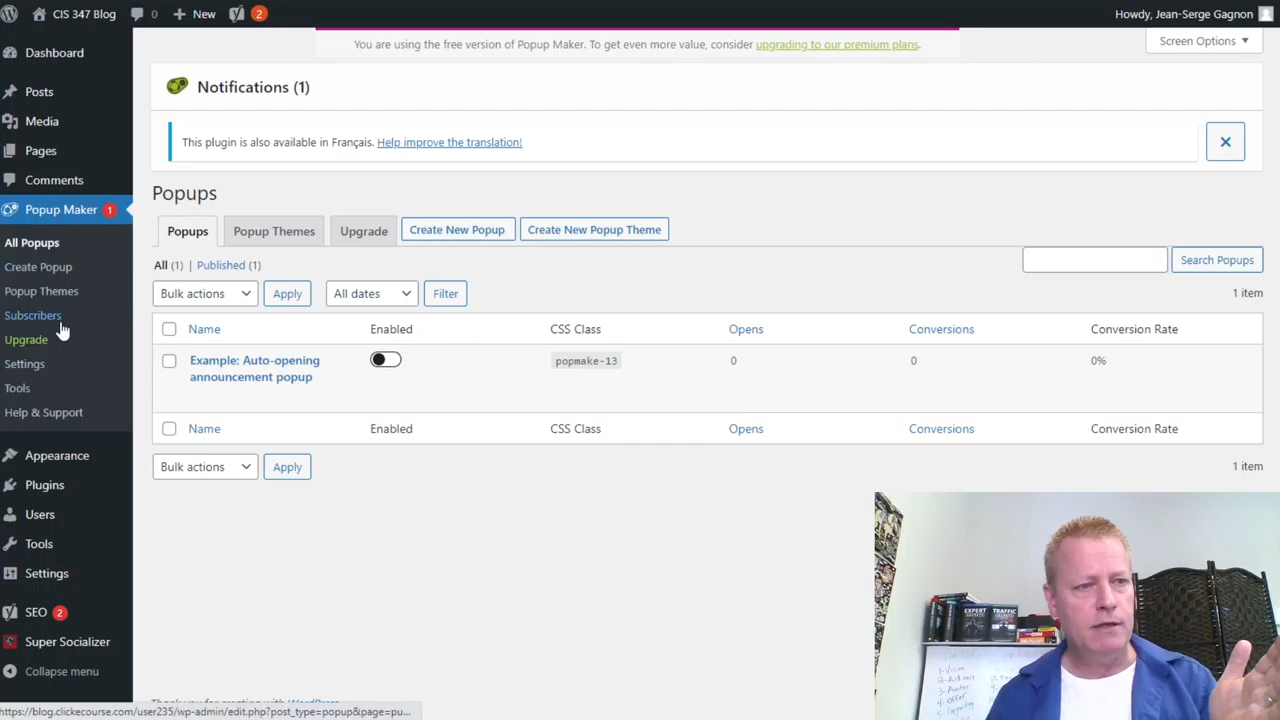 CIS 347 Blog
0
New
2
Howdy, Jean-Serge Gagnon
Dashboard
Posts
Media
Pages
Comments
Popup Maker 1
All Popups
Create Popup
Popup Themes
Subscribers
Upgrade
Settings
Tools
Help & Support
Appearance
Plugins
Users
Tools
Settings
SEO 2
Super Socializer
Collapse menu
You are using the free version of Popup Maker. To get even more value, consider upgrading to our premium plans.
Screen Options
Notifications (1)
This plugin is also available in Français. Help improve the translation!
Popups
Popups
Popup Themes
Upgrade
Create New Popup
Create New Popup Theme
All (1) | Published (1)
Search Popups
Bulk actions
Apply
All dates
Filter
1 item
Name
Enabled
CSS Class
Opens
Conversions
Conversion Rate
Example: Auto-opening
announcement popup
popmake-13
0
0
0%
Name
Enabled
CSS Class
Opens
Conversions
Conversion Rate
Bulk actions
Apply
1 item
EXPERT
TRAFFIC
https://blog.clickecourse.com/user235/wp-admin/edit.php?post_type=popup&page=pu...